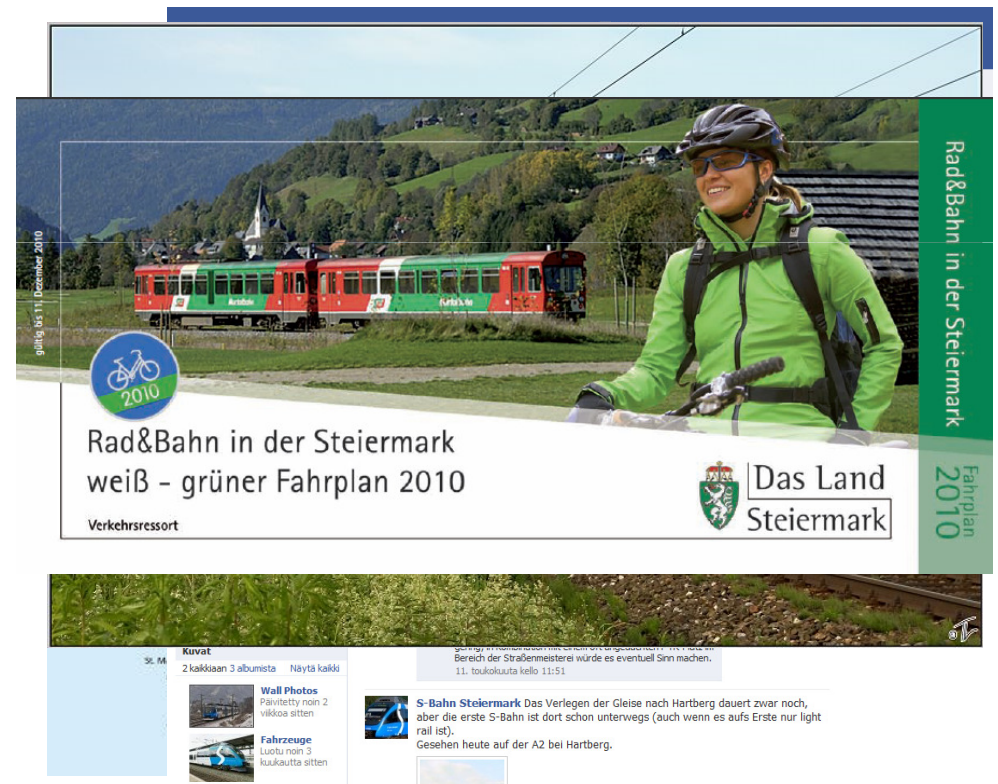 gültig bis 11. Dezember 2010
2010
Rad&Bahn in der Steiermark
weiß – grüner Fahrplan 2010
Verkehrsressort
Das Land
Steiermark
Rad&Bahn in der Steiermark
Fahrplan
2010
Murtalbahn
Kuvat
2 kaikkiaan 3 albumista Näytä kaikki
Wall Photos
Päivitetty noin 2
viikkoa sitten
Fahrzeuge
Luotu noin 3
kuukautta sitten
Bereich der Straßenmeisterei würde es eventuell Sinn machen.
11. toukokuuta kello 11:51
S-Bahn Steiermark Das Verlegen der Gleise nach Hartberg dauert zwar noch,
aber die erste S-Bahn ist dort schon unterwegs (auch wenn es aufs Erste nur light
rail ist).
Gesehen heute auf der A2 bei Hartberg.